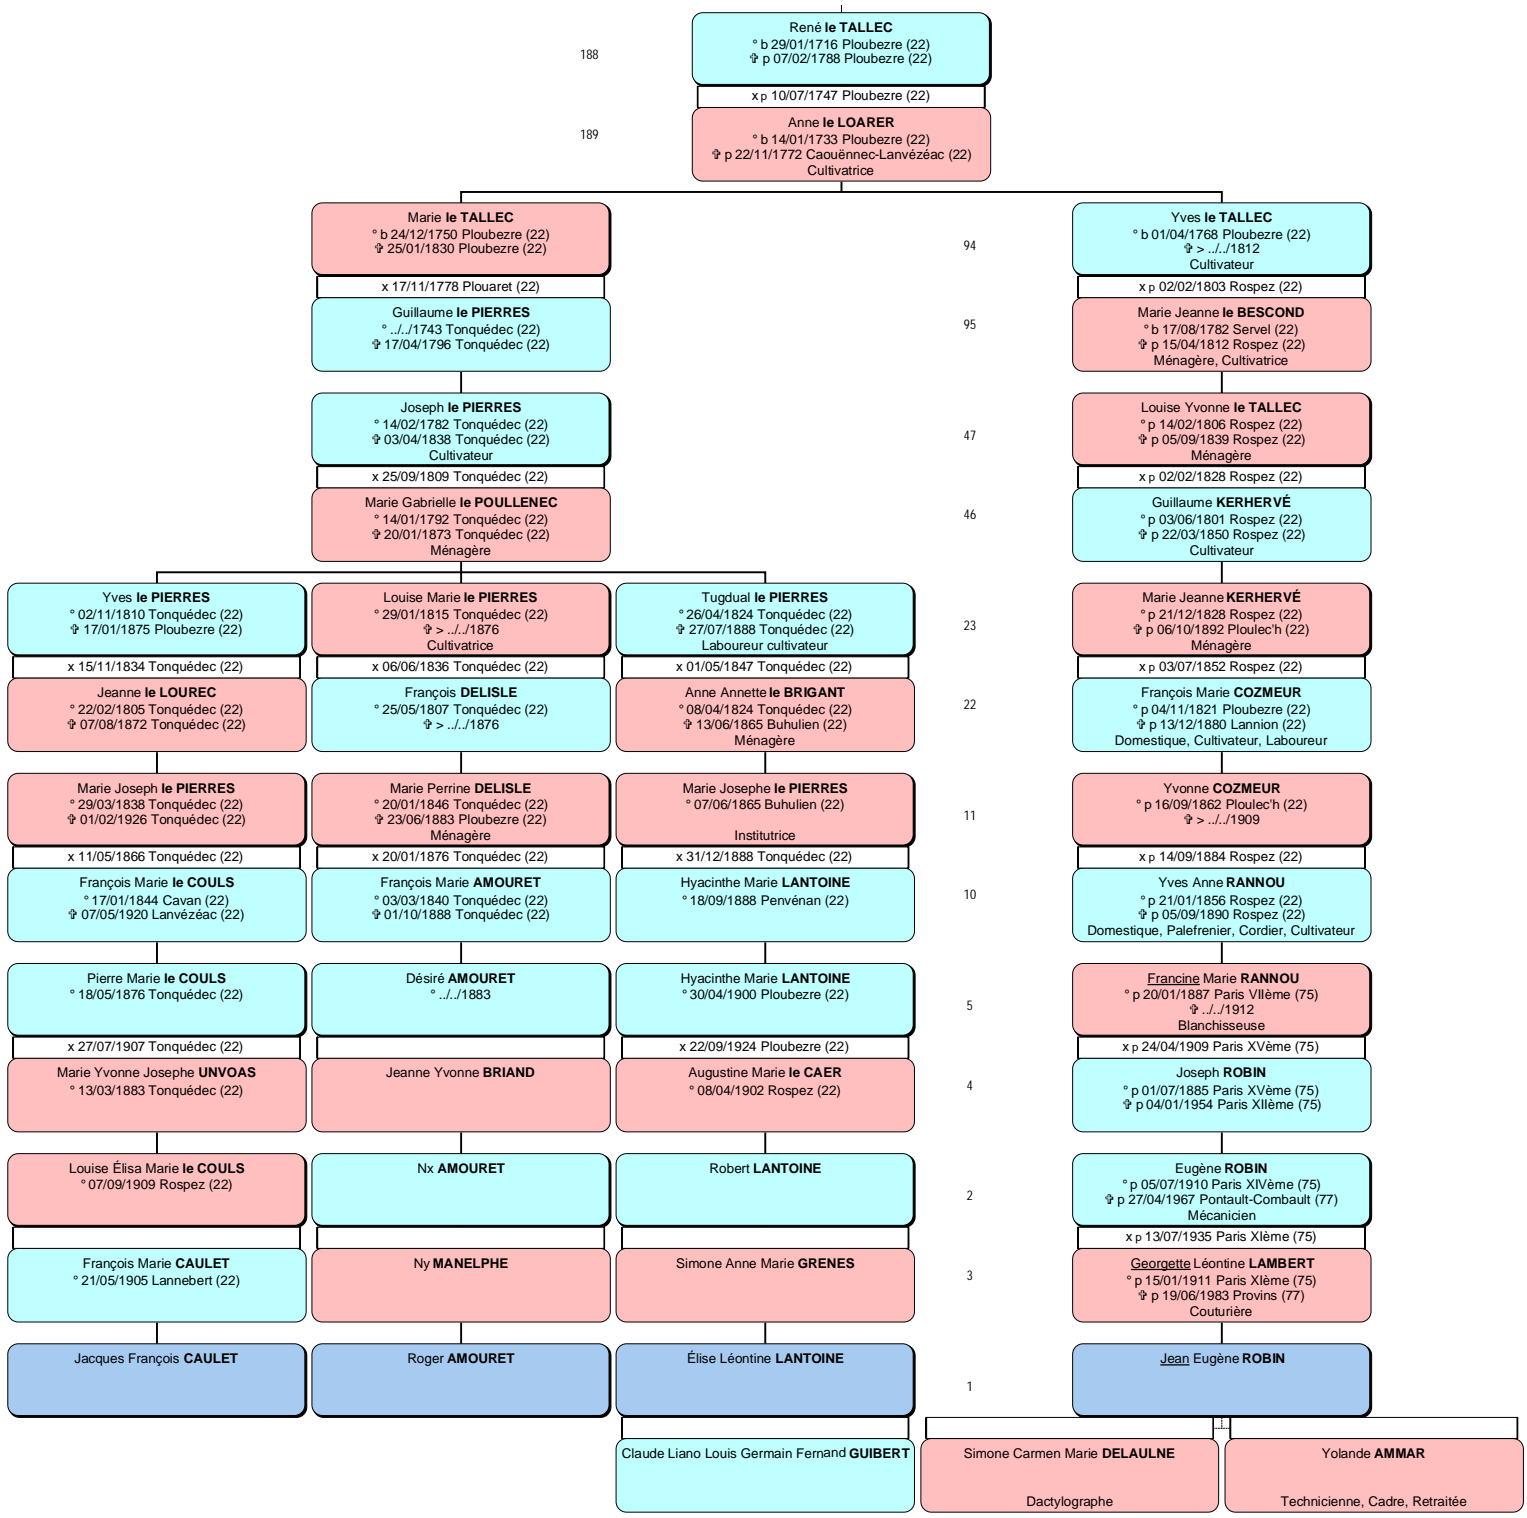 René le TALLEC
° b 29/01/1716 Ploubezre (22)
✞ p 07/02/1788 Ploubezre (22)
188
x p 10/07/1747 Ploubezre (22)
Anne le LOARER
° b 14/01/1733 Ploubezre (22)
✞ p 22/11/1772 Caouënnec-Lanvézéac (22)
Cultivatrice
189
Marie le TALLEC
° b 24/12/1750 Ploubezre (22)
✞ 25/01/1830 Ploubezre (22)
x 17/11/1778 Plouaret (22)
Guillaume le PIERRES
° ../../1743 Tonquédec (22)
✞ 17/04/1796 Tonquédec (22)
94
Yves le TALLEC
° b 01/04/1768 Ploubezre (22)
✞ > ../../1812
Cultivateur
x p 02/02/1803 Rospez (22)
95
Marie Jeanne le BESCOND
° b 17/08/1782 Servel (22)
✞ p 15/04/1812 Rospez (22)
Ménagère, Cultivatrice
Joseph le PIERRES
° 14/02/1782 Tonquédec (22)
✞ 03/04/1838 Tonquédec (22)
Cultivateur
x 25/09/1809 Tonquédec (22)
Marie Gabrielle le POULLENEC
° 14/01/1792 Tonquédec (22)
✞ 20/01/1873 Tonquédec (22)
Ménagère
47
Louise Yvonne le TALLEC
° p 14/02/1806 Rospez (22)
✞ p 05/09/1839 Rospez (22)
Ménagère
x p 02/02/1828 Rospez (22)
46
Guillaume KERHERVÉ
° p 03/06/1801 Rospez (22)
✞ p 22/03/1850 Rospez (22)
Cultivateur
Yves le PIERRES
° 02/11/1810 Tonquédec (22)
✞ 17/01/1875 Ploubezre (22)
x 15/11/1834 Tonquédec (22)
Jeanne le LOUREC
° 22/02/1805 Tonquédec (22)
✞ 07/08/1872 Tonquédec (22)
Louise Marie le PIERRES
° 29/01/1815 Tonquédec (22)
✞ > ../../1876
Cultivatrice
x 06/06/1836 Tonquédec (22)
François DELISLE
° 25/05/1807 Tonquédec (22)
✞ > ../../1876
Tugdual le PIERRES
° 26/04/1824 Tonquédec (22)
✞ 27/07/1888 Tonquédec (22)
Laboureur cultivateur
x 01/05/1847 Tonquédec (22)
Anne Annette le BRIGANT
° 08/04/1824 Tonquédec (22)
✞ 13/06/1865 Buhulien (22)
Ménagère
23
Marie Jeanne KERHERVÉ
° p 21/12/1828 Rospez (22)
✞ p 06/10/1892 Ploulec'h (22)
Ménagère
x p 03/07/1852 Rospez (22)
22
François Marie COZMEUR
° p 04/11/1821 Ploubezre (22)
✞ p 13/12/1880 Lannion (22)
Domestique, Cultivateur, Laboureur
Marie Joseph le PIERRES
° 29/03/1838 Tonquédec (22)
✞ 01/02/1926 Tonquédec (22)
x 11/05/1866 Tonquédec (22)
François Marie le COULS
° 17/01/1844 Cavan (22)
✞ 07/05/1920 Lanvézéac (22)
Marie Perrine DELISLE
° 20/01/1846 Tonquédec (22)
✞ 23/06/1883 Ploubezre (22)
Ménagère
x 20/01/1876 Tonquédec (22)
François Marie AMOURET
° 03/03/1840 Tonquédec (22)
✞ 01/10/1888 Tonquédec (22)
Marie Josephe le PIERRES
° 07/06/1865 Buhulien (22)
Institutrice
x 31/12/1888 Tonquédec (22)
Hyacinthe Marie LANTOINE
° 18/09/1888 Penvénan (22)
11
Yvonne COZMEUR
° p 16/09/1862 Ploulec'h (22)
✞ > ../../1909
x p 14/09/1884 Rospez (22)
10
Yves Anne RANNOU
° p 21/01/1856 Rospez (22)
✞ p 05/09/1890 Rospez (22)
Domestique, Palefrenier, Cordier, Cultivateur
Pierre Marie le COULS
° 18/05/1876 Tonquédec (22)
x 27/07/1907 Tonquédec (22)
Marie Yvonne Josephe UNVOAS
° 13/03/1883 Tonquédec (22)
Désiré AMOURET
° ../../1883
Jeanne Yvonne BRIAND
Hyacinthe Marie LANTOINE
° 30/04/1900 Ploubezre (22)
x 22/09/1924 Ploubezre (22)
Augustine Marie le CAER
° 08/04/1902 Rospez (22)
5
Francine Marie RANNOU
° p 20/01/1887 Paris VIIème (75)
✞ ../../1912
Blanchisseuse
x p 24/04/1909 Paris XVème (75)
4
Joseph ROBIN
° p 01/07/1885 Paris XVème (75)
✞ p 04/01/1954 Paris XIIème (75)
Louise Élisa Marie le COULS
° 07/09/1909 Rospez (22)
François Marie CAULET
° 21/05/1905 Lannebert (22)
Nx AMOURET
Ny MANELPHE
Robert LANTOINE
Simone Anne Marie GRENES
2
Eugène ROBIN
° p 05/07/1910 Paris XIVème (75)
✞ p 27/04/1967 Pontault-Combault (77)
Mécanicien
x p 13/07/1935 Paris XIème (75)
3
Georgette Léontine LAMBERT
° p 15/01/1911 Paris XIème (75)
✞ p 19/06/1983 Provins (77)
Couturière
Jacques François CAULET
Roger AMOURET
Élise Léontine LANTOINE
1
Jean Eugène ROBIN
Claude Liano Louis Germain Fernand GUIBERT
Simone Carmen Marie DELAULNE
Dactylographe
Yolande AMMAR
Technicienne, Cadre, Retraitée